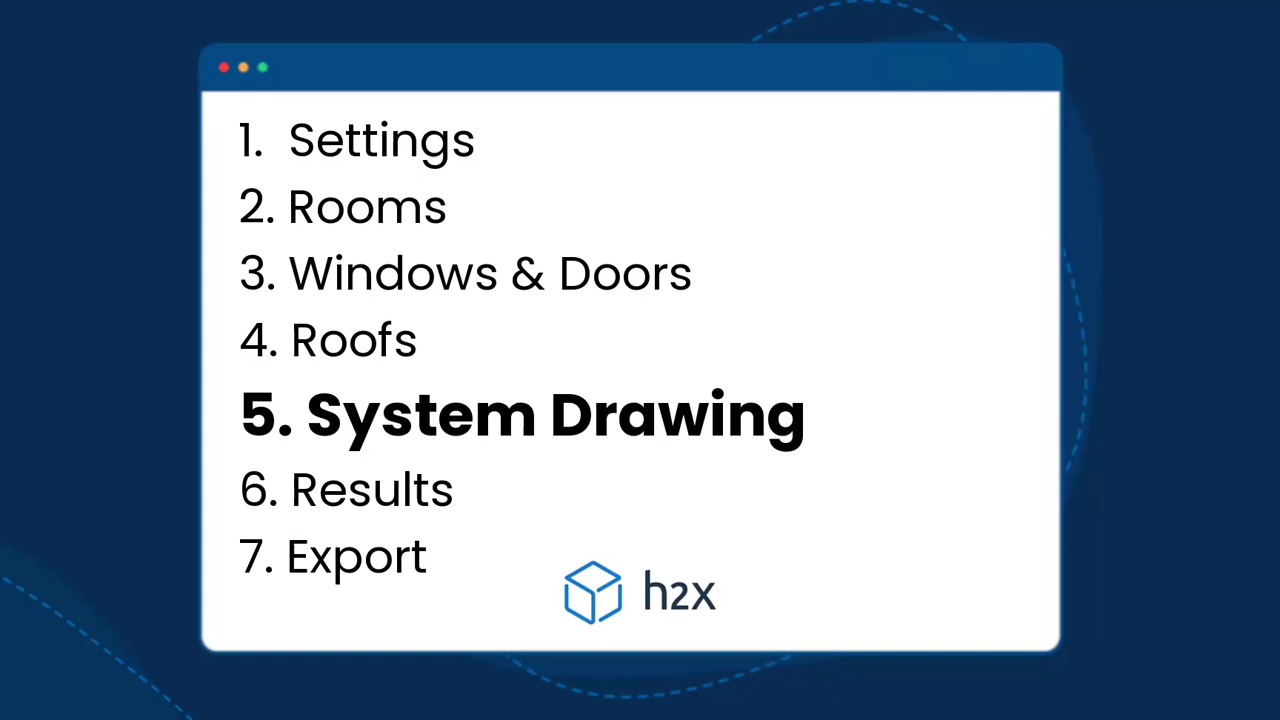 1. Settings
2. Rooms
3. Windows & Doors
4. Roofs
5. System Drawing
6. Results
7. Export
h2x